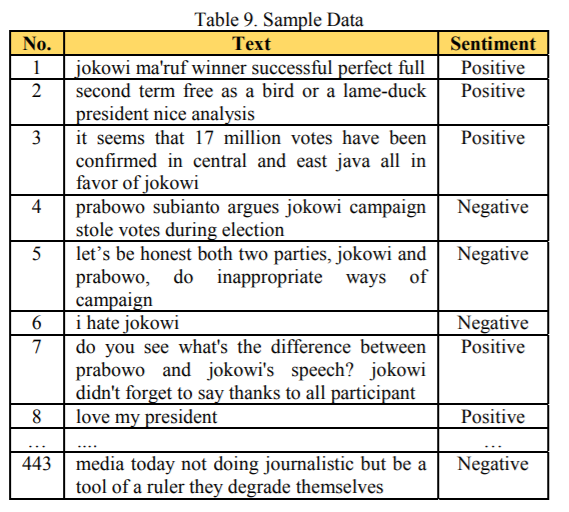 Table 9. Sample Data
No. Text Sentiment
1 jokowi ma'ruf winner successful perfect full Positive
2 second term free as a bird or a lame-duck Positive
president nice analysis
3 it seems that 17 million votes have been Positive
confirmed in central and east java all in
favor of jokowi
4 prabowo subianto argues jokowi campaign Negative
stole votes during election
5 let’s be honest both two parties, jokowi and Negative
prabowo, do inappropriate ways of
campaign
6 i hate jokowi Negative
7 do you see what's the difference between Positive
prabowo and jokowi's speech? jokowi
didn't forget to say thanks to all participant
8 love my president Positive
… .... …
443 media today not doing journalistic but be a Negative
tool of a ruler they degrade themselves